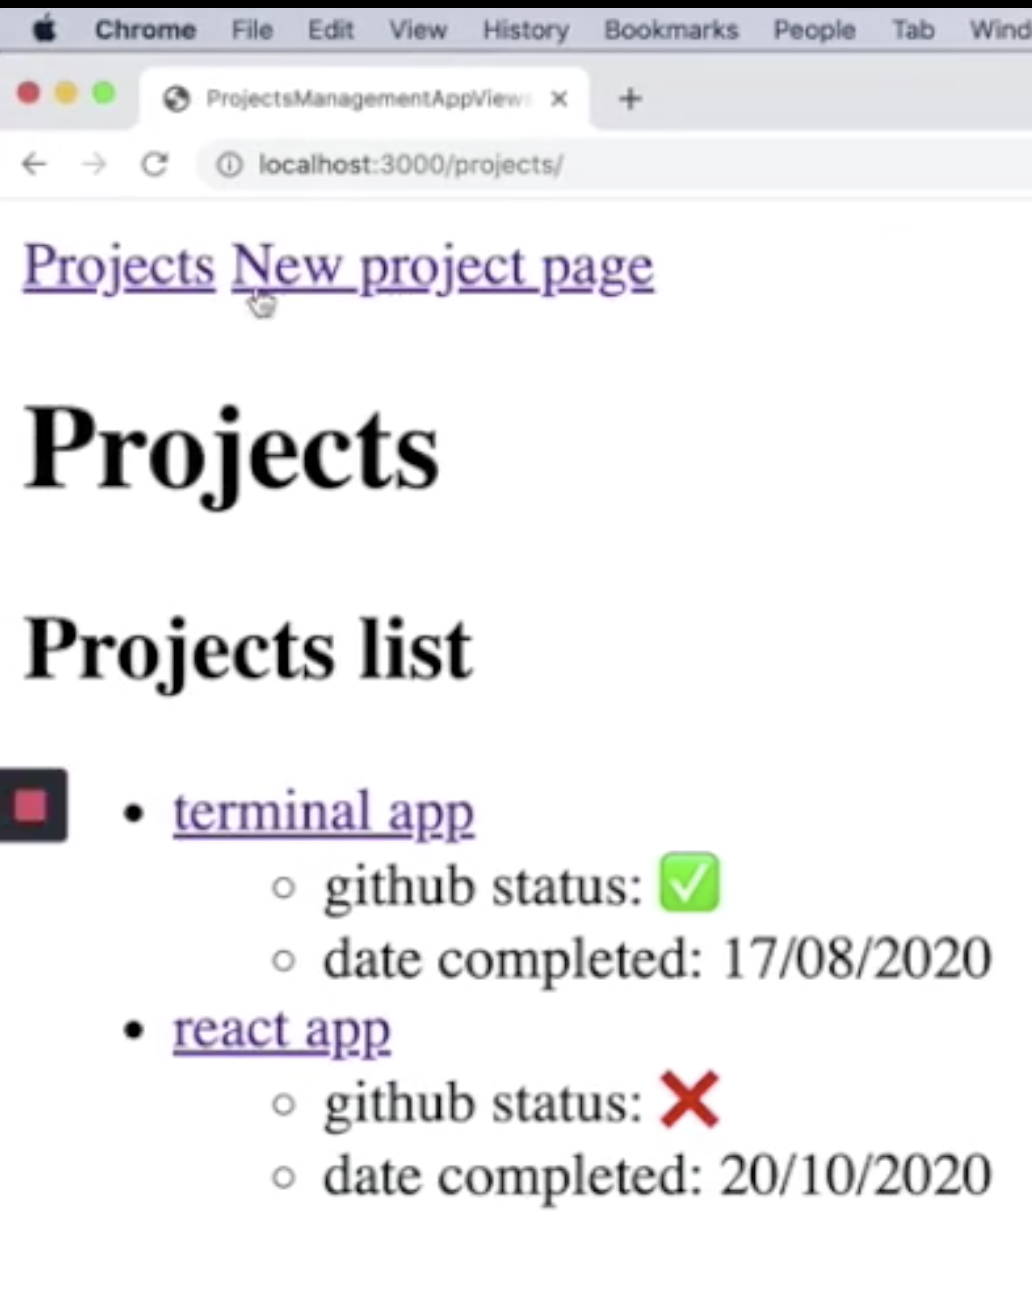 Chrome File Edit View History Bookmarks People Tab Wind
ProjectsManagementAppViews
localhost:3000/projects/
Projects New project page
Projects
Projects list
terminal app
github status: ✅
date completed: 17/08/2020
react app
github status: ❌
date completed: 20/10/2020